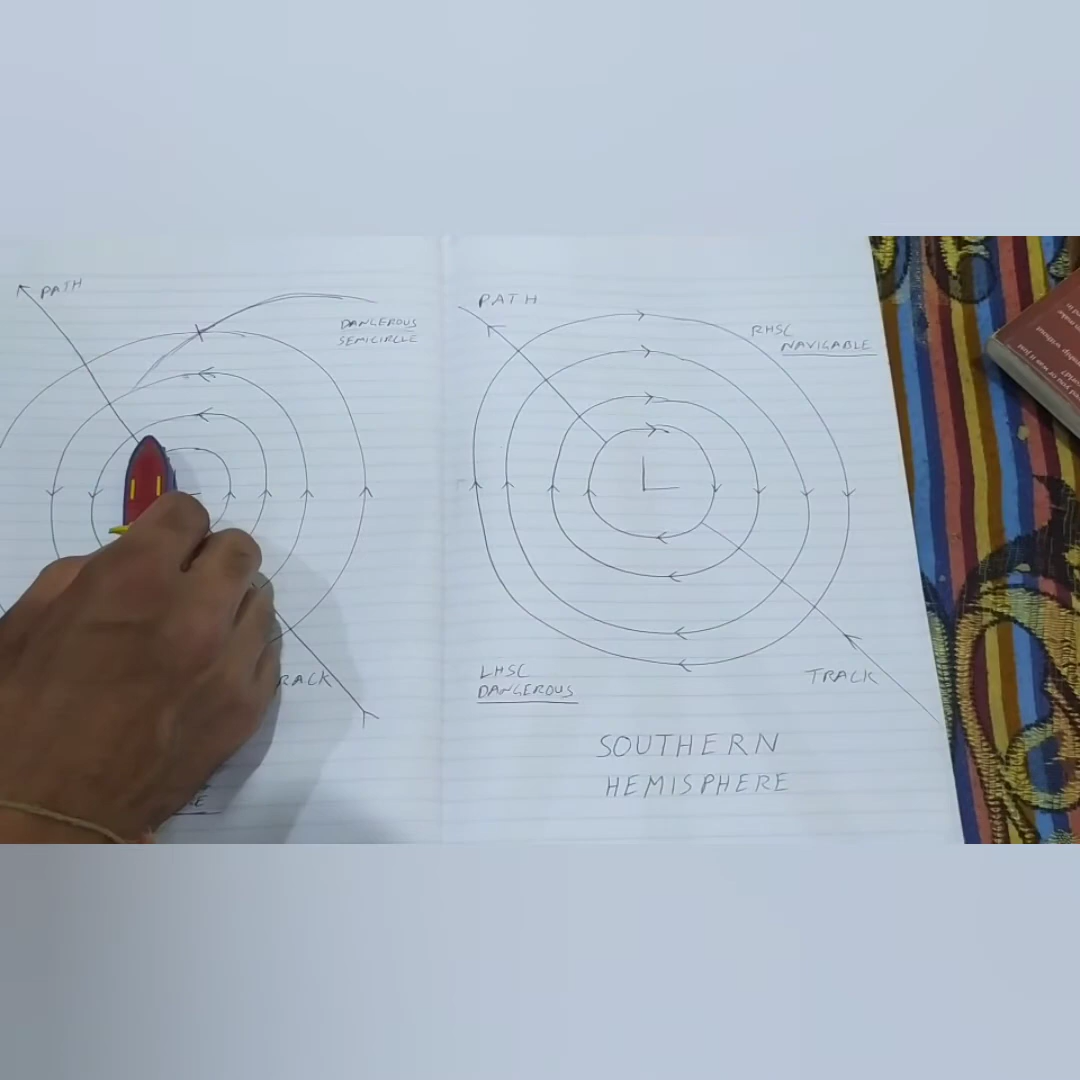 PATH
DANGEROUS
SEMICIRCLE
RACK
PATH
RHSC
NAVIGABLE
L
LHSC
DANGEROUS
TRACK
SOUTHERN
HEMISPHERE